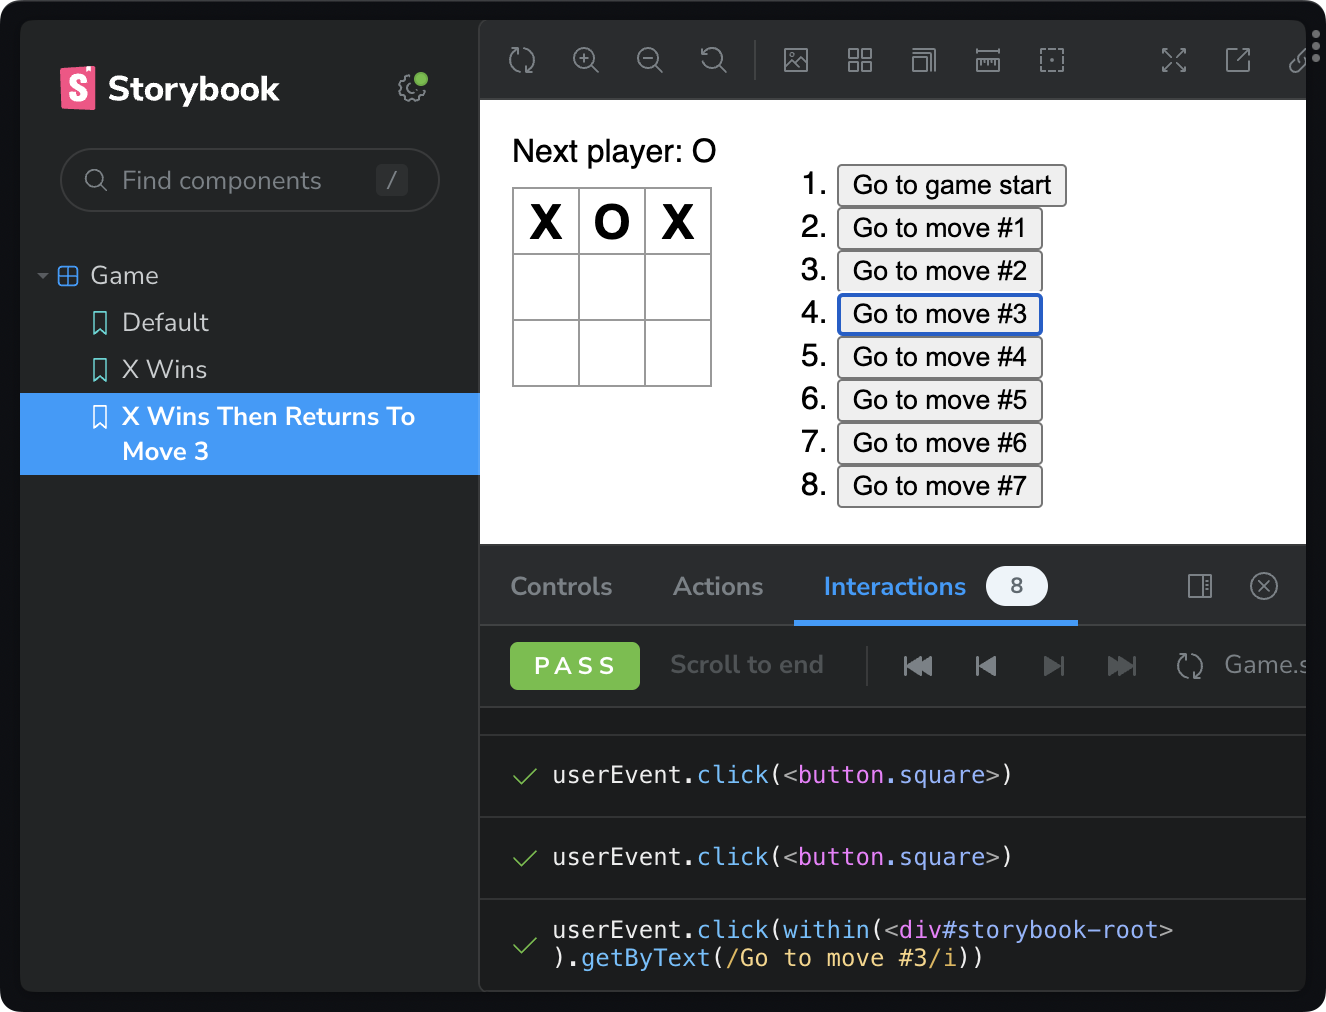 Storybook
Find components /
Game
Default
X Wins
X Wins Then Returns To
Move 3
Next player: O
X O X
1. Go to game start
2. Go to move #1
3. Go to move #2
4. Go to move #3
5. Go to move #4
6. Go to move #5
7. Go to move #6
8. Go to move #7
Controls Actions Interactions 8
PASS Scroll to end Game.s
userEvent.click(<button.square>)
userEvent.click(<button.square>)
userEvent.click(within(<div#storybook-root>
).getByText(/Go to move #3/i))